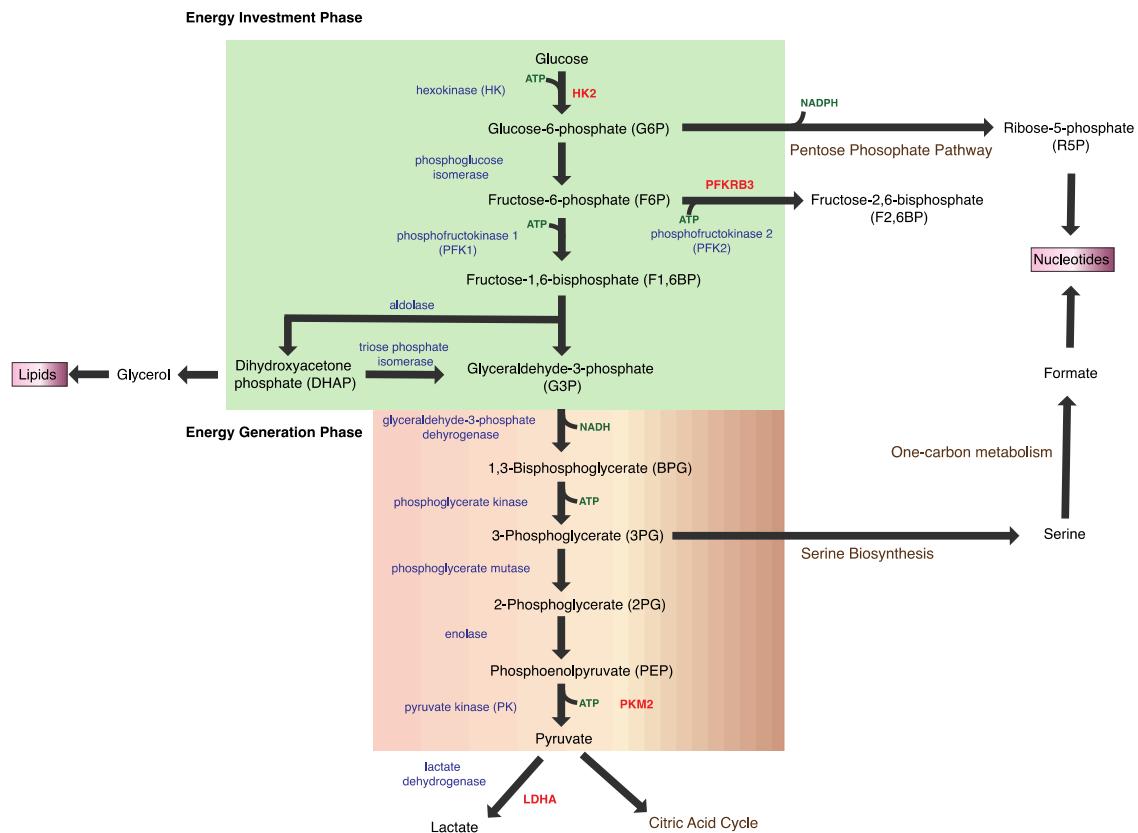 Energy Investment Phase
Glucose
ATP
hexokinase (HK)
HK2
NADPH
Glucose-6-phosphate (G6P)
Ribose-5-phosphate
(R5P)
Pentose Phosophate Pathway
phosphoglucose
isomerase
PFKRB3
Fructose-6-phosphate (F6P)
Fructose-2,6-bisphosphate
(F2,6BP)
ATP
ATP
phosphofructokinase 1
(PFK1)
phosphofructokinase 2
(PFK2)
Nucleotides
Fructose-1,6-bisphosphate (F1,6BP)
aldolase
triose phosphate
isomerase
Lipids
Glycerol
Dihydroxyacetone
phosphate (DHAP)
Glyceraldehyde-3-phosphate
(G3P)
Formate
Energy Generation Phase
glyceraldehyde-3-phosphate
dehyrogenase
NADH
One-carbon metabolism
1,3-Bisphosphoglycerate (BPG)
phosphoglycerate kinase
ATP
3-Phosphoglycerate (3PG)
Serine
Serine Biosynthesis
phosphoglycerate mutase
2-Phosphoglycerate (2PG)
enolase
Phosphoenolpyruvate (PEP)
pyruvate kinase (PK)
ATP
PKM2
Pyruvate
lactate
dehydrogenase
LDHA
Lactate
Citric Acid Cycle